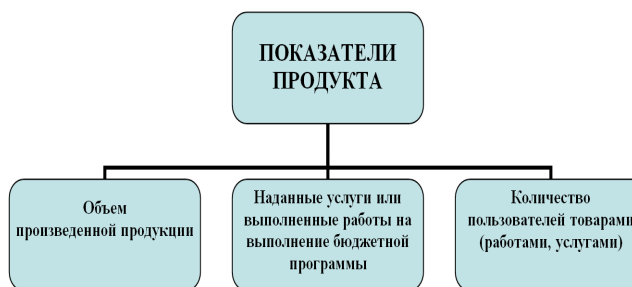 ПОКАЗАТЕЛИ
ПРОДУКТА
Объем
произведенной продукции
Наданные услуги или
выполненные работы на
выполнение бюджетной
программы
Количество
пользователей товарами
(работами, услугами)